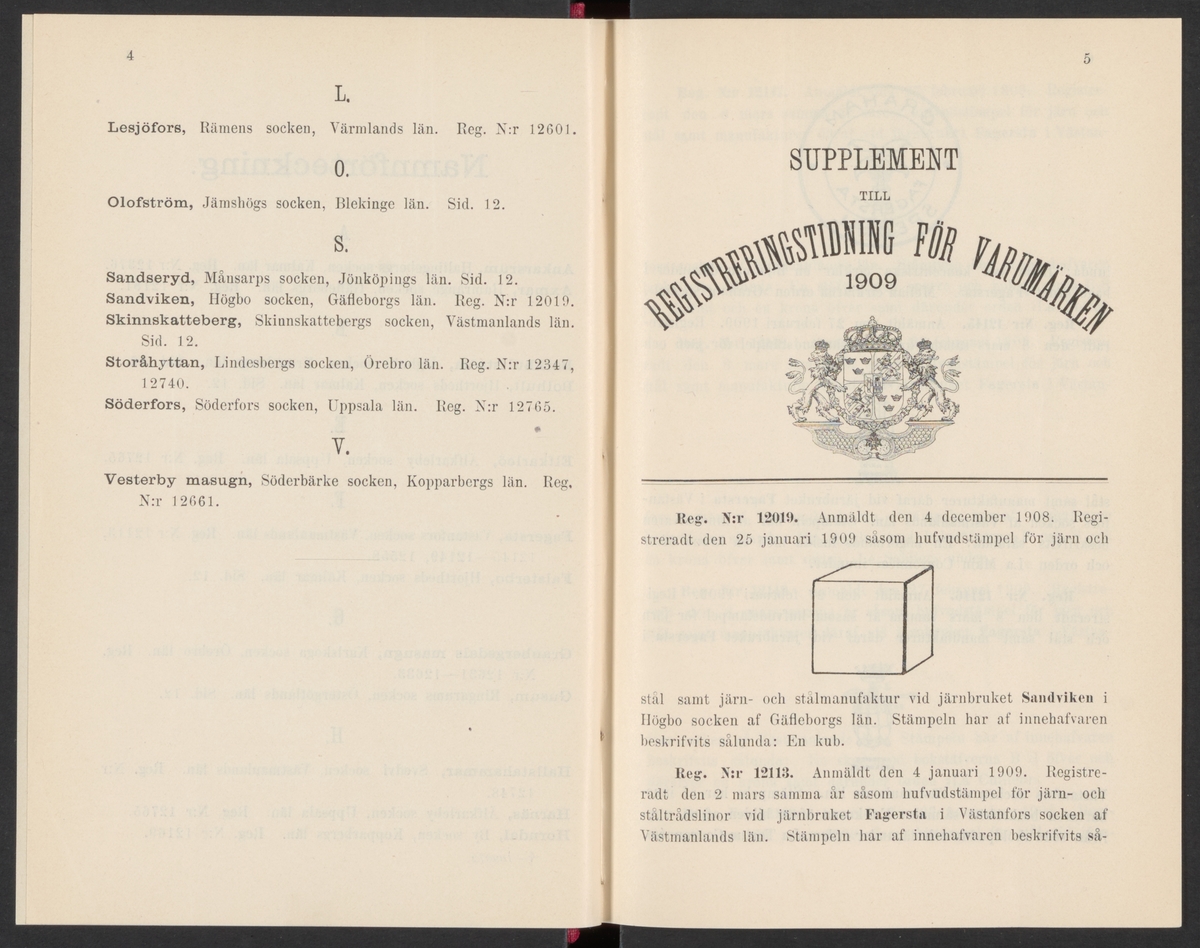 4
L.
Lesjöfors, Rämens socken, Värmlands län. Reg. N:r 12601.
O.
Olofström, Jämshögs socken, Blekinge län. Sid. 12.
S.
Sandseryd, Månsarps socken, Jönköpings län. Sid. 12.
Sandviken, Högbo socken, Gäfleborgs län. Reg. N:r 12019.
Skinnskatteberg, Skinnskattebergs socken, Västmanlands län.
Sid. 12.
Storåhyttan, Lindesbergs socken, Örebro län. Reg. N:r 12347,
12740.
Söderfors, Söderfors socken, Uppsala län. Reg. N:r 12765.
V.
Vesterby masugn, Söderbärke socken, Kopparbergs län. Reg.
N:r 12661.
5
SUPPLEMENT
TILL
REGISTRERINGSTIDNING FÖR VARUMÄRKEN
1909
Reg. N:r 12019. Anmäldt den 4 december 1908. Regi-
streradt den 25 januari 1909 såsom hufvudstämpel för järn och
stål samt järn- och stålmanufaktur vid järnbruket Sandviken i
Högbo socken af Gäfleborgs län. Stämpeln har af innehafvaren
beskrifvits sålunda: En kub.
Reg. N:r 12113. Anmäldt den 4 januari 1909. Registre-
radt den 2 mars samma år såsom hufvudstämpel för järn- och
ståltrådslinor vid järnbruket Fagersta i Västanfors socken af
Västmanlands län. Stämpeln har af innehafvaren beskrifvits så-